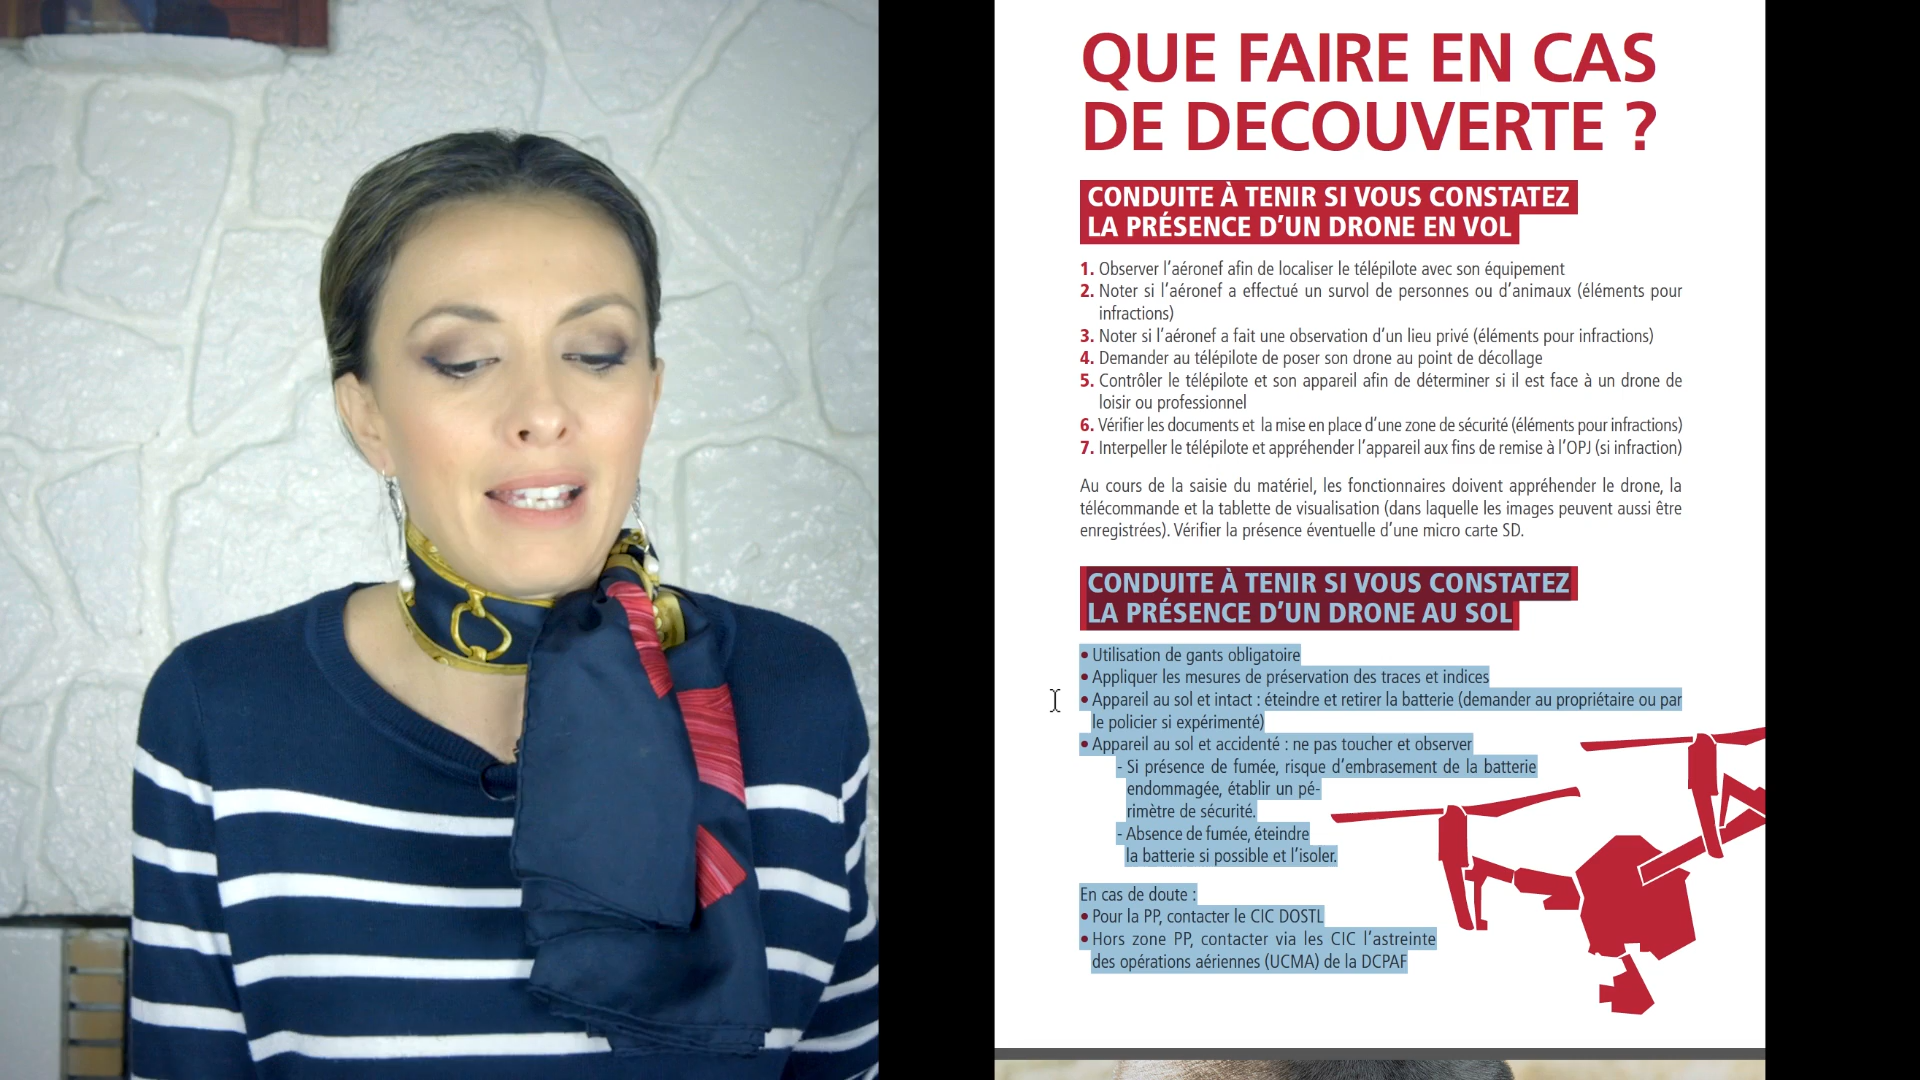 QUE FAIRE EN CAS
DE DECOUVERTE ?
CONDUITE À TENIR SI VOUS CONSTATEZ
LA PRÉSENCE D'UN DRONE EN VOL
1. Observer l'aéronef afin de localiser le télépilote avec son équipement
2. Noter si l'aéronef a effectué un survol de personnes ou d'animaux (éléments pour
infractions)
3. Noter si l'aéronef a fait une observation d'un lieu privé (éléments pour infractions)
4. Demander au télépilote de poser son drone au point de décollage
5. Contrôler le télépilote et son appareil afin de déterminer si il est face à un drone de
loisir ou professionnel
6. Vérifier les documents et la mise en place d'une zone de sécurité (éléments pour infractions)
7. Interpeller le télépilote et appréhender l'appareil aux fins de remise à l'OPJ (si infraction)
Au cours de la saisie du matériel, les fonctionnaires doivent appréhender le drone, la
télécommande et la tablette de visualisation (dans laquelle les images peuvent aussi être
enregistrées). Vérifier la présence éventuelle d'une micro carte SD.
CONDUITE À TENIR SI VOUS CONSTATEZ
LA PRÉSENCE D'UN DRONE AU SOL
• Utilisation de gants obligatoire
• Appliquer les mesures de préservation des traces et indices
• Appareil au sol et intact : éteindre et retirer la batterie (demander au propriétaire ou par
le policier si expérimenté)
• Appareil au sol et accidenté : ne pas toucher et observer
- Si présence de fumée, risque d'embrasement de la batterie
endommagée, établir un pé-
rimètre de sécurité.
- Absence de fumée, éteindre
la batterie si possible et l'isoler.
En cas de doute :
• Pour la PP, contacter le CIC DOSTL
• Hors zone PP, contacter via les CIC l'astreinte
des opérations aériennes (UCMA) de la DCPAF